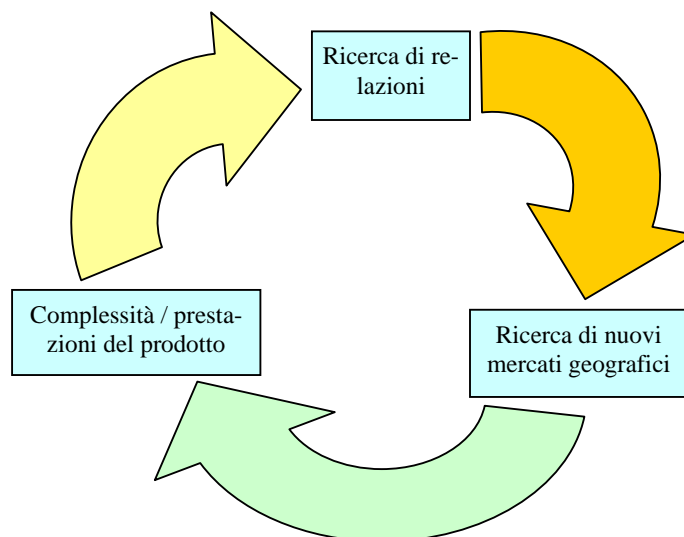 Ricerca di re-
lazioni
Complessità / presta-
zioni del prodotto
Ricerca di nuovi
mercati geografici